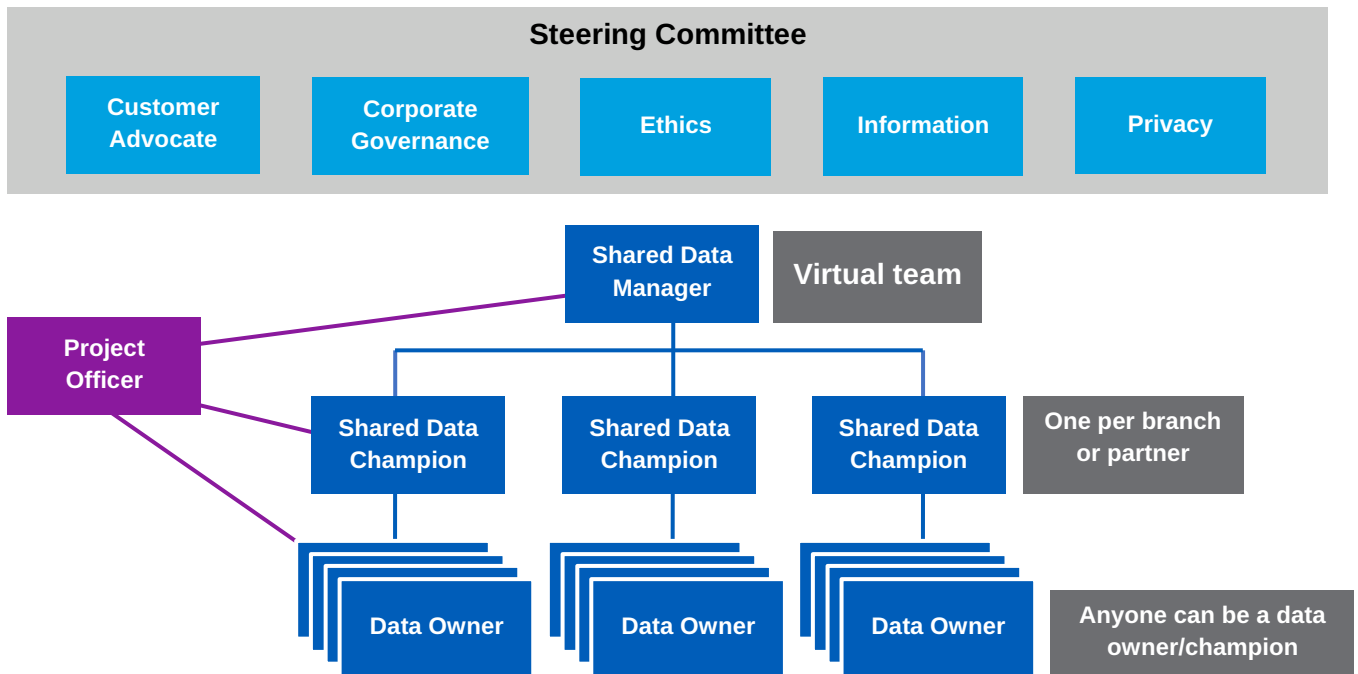 Steering Committee
Customer
Advocate
Corporate
Governance
Ethics
Information
Privacy
Shared Data
Manager
Virtual team
Project
Officer
Shared Data
Champion
Shared Data
Champion
Shared Data
Champion
One per branch
or partner
Data Owner
Data Owner
Data Owner
Anyone can be a data
owner/champion